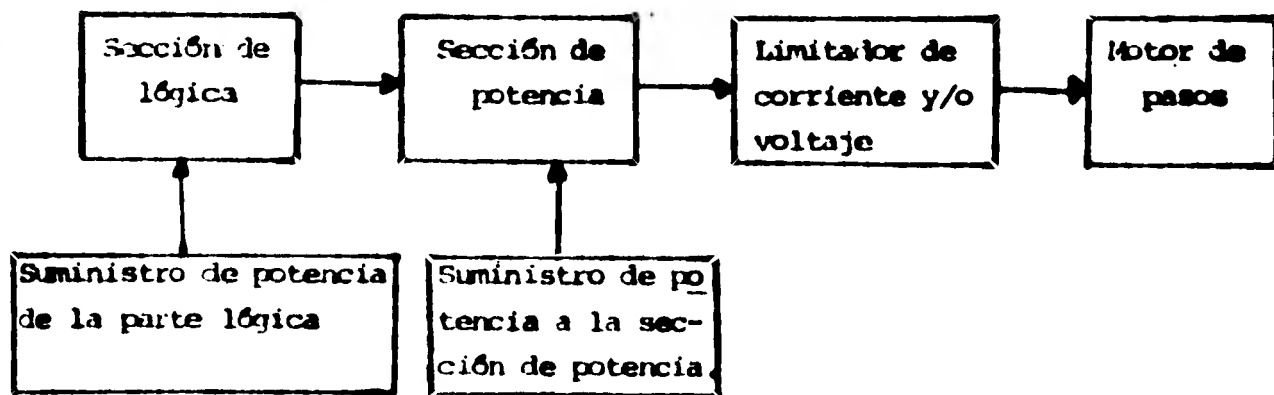 Sección de
lógica
Sección de
potencia
Limitador de
corriente y/o
voltaje
Motor de
pasos
Suministro de potencia
de la parte lógica
Suministro de po
tencia a la sec-
ción de potencia.